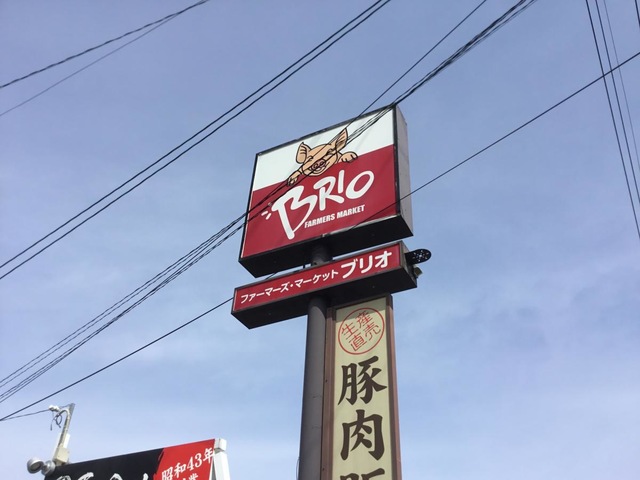 BRIO
FARMERS MARKET
ファーマーズ・マーケット ブリオ
生産
直売
豚肉
昭和43年